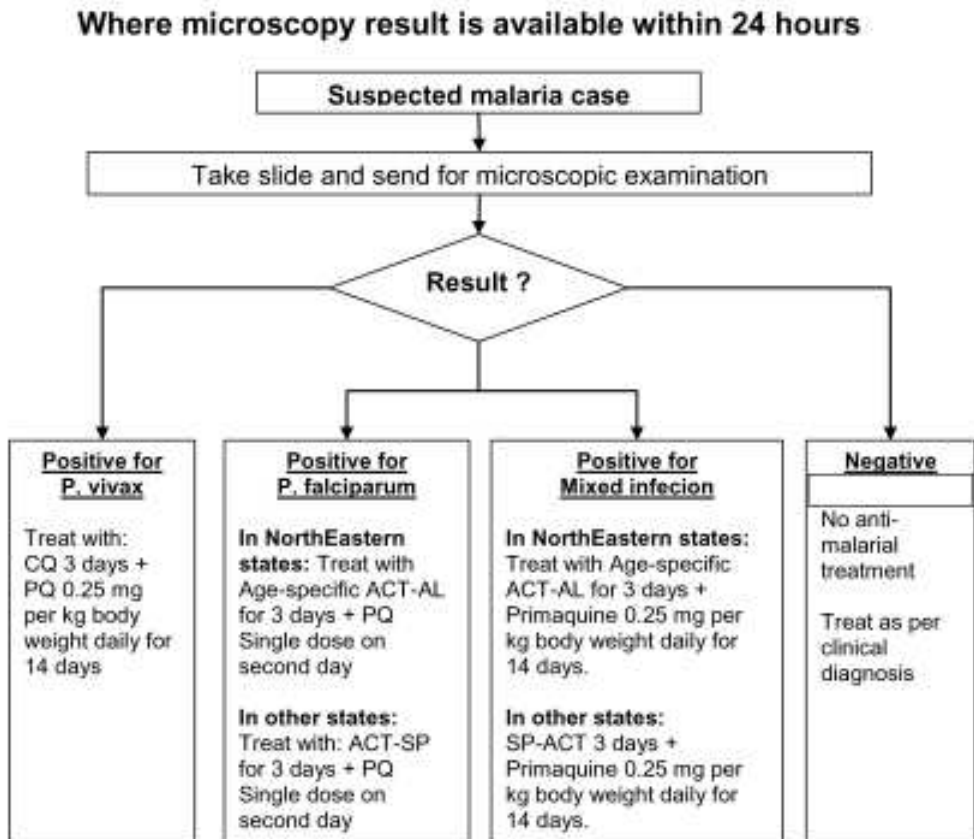 Where microscopy result is available within 24 hours
Suspected malaria case
Take slide and send for microscopic examination
Result ?
Positive for
P. vivax
Treat with:
CQ 3 days +
PQ 0.25 mg
per kg body
weight daily for
14 days
Positive for
P. falciparum
In NorthEastern
states: Treat with
Age-specific ACT-AL
for 3 days + PQ
Single dose on
second day
In other states:
Treat with: ACT-SP
for 3 days + PQ
Single dose on
second day
Positive for
Mixed infecion
In NorthEastern states:
Treat with Age-specific
ACT-AL for 3 days +
Primaquine 0.25 mg per
kg body weight daily for
14 days.
In other states:
SP-ACT 3 days +
Primaquine 0.25 mg per
kg body weight daily for
14 days.
Negative
No anti-
malarial
treatment
Treat as per
clinical
diagnosis